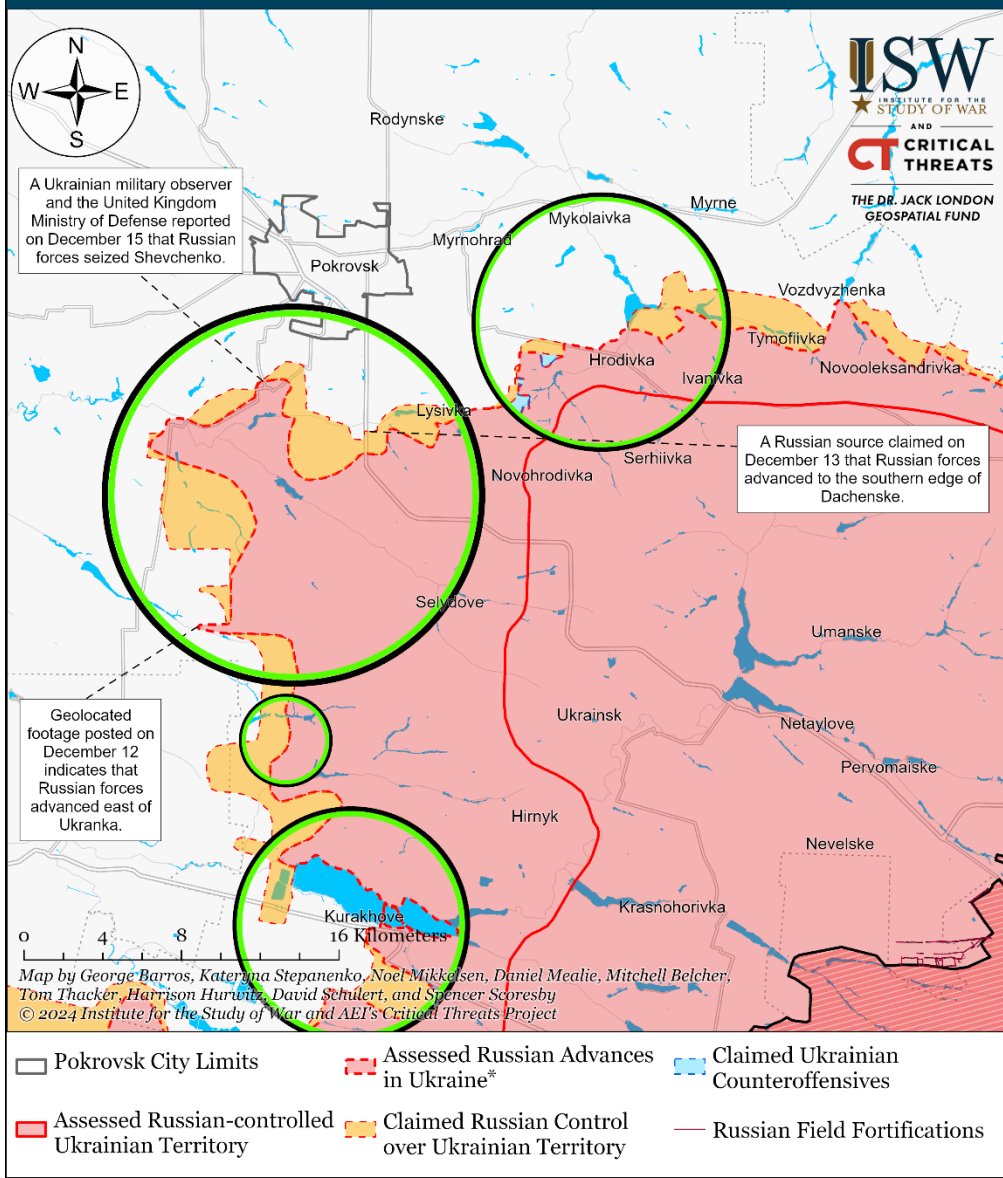 N
W E
S
ISW
INSTITUTE FOR THE
STUDY OF WAR
AND
CT CRITICAL
THREATS
THE DR. JACK LONDON
GEOSPATIAL FUND
Rodynske
A Ukrainian military observer
and the United Kingdom
Ministry of Defense reported
on December 15 that Russian
forces seized Shevchenko.
Myrne
Mykolaivka
Myrnohrad
Pokrovsk
Vozdvyzhenka
Tymofiivka
Hrodivka
Novooleksandrivka
Ivanivka
Lysivka
A Russian source claimed on
December 13 that Russian forces
advanced to the southern edge of
Dachenske.
Serhiivka
Novohrodivka
Selydove
Umanske
Geolocated
footage posted on
December 12
indicates that
Russian forces
advanced east of
Ukranka.
Ukrainsk
Netaylove
Pervomaiske
Hirnyk
Nevelske
Krasnohorivka
Kurakhove
0 4 8 16 Kilometers
Map by George Barros, Kateryna Stepanenko, Noel Mikkelsen, Daniel Mealie, Mitchell Belcher,
Tom Thacker, Harrison Hurwitz, David Schulert, and Spencer Scoresby
© 2024 Institute for the Study of War and AEI's Critical Threats Project
Pokrovsk City Limits
Assessed Russian Advances
in Ukraine*
Claimed Ukrainian
Counteroffensives
Assessed Russian-controlled
Ukrainian Territory
Claimed Russian Control
over Ukrainian Territory
Russian Field Fortifications